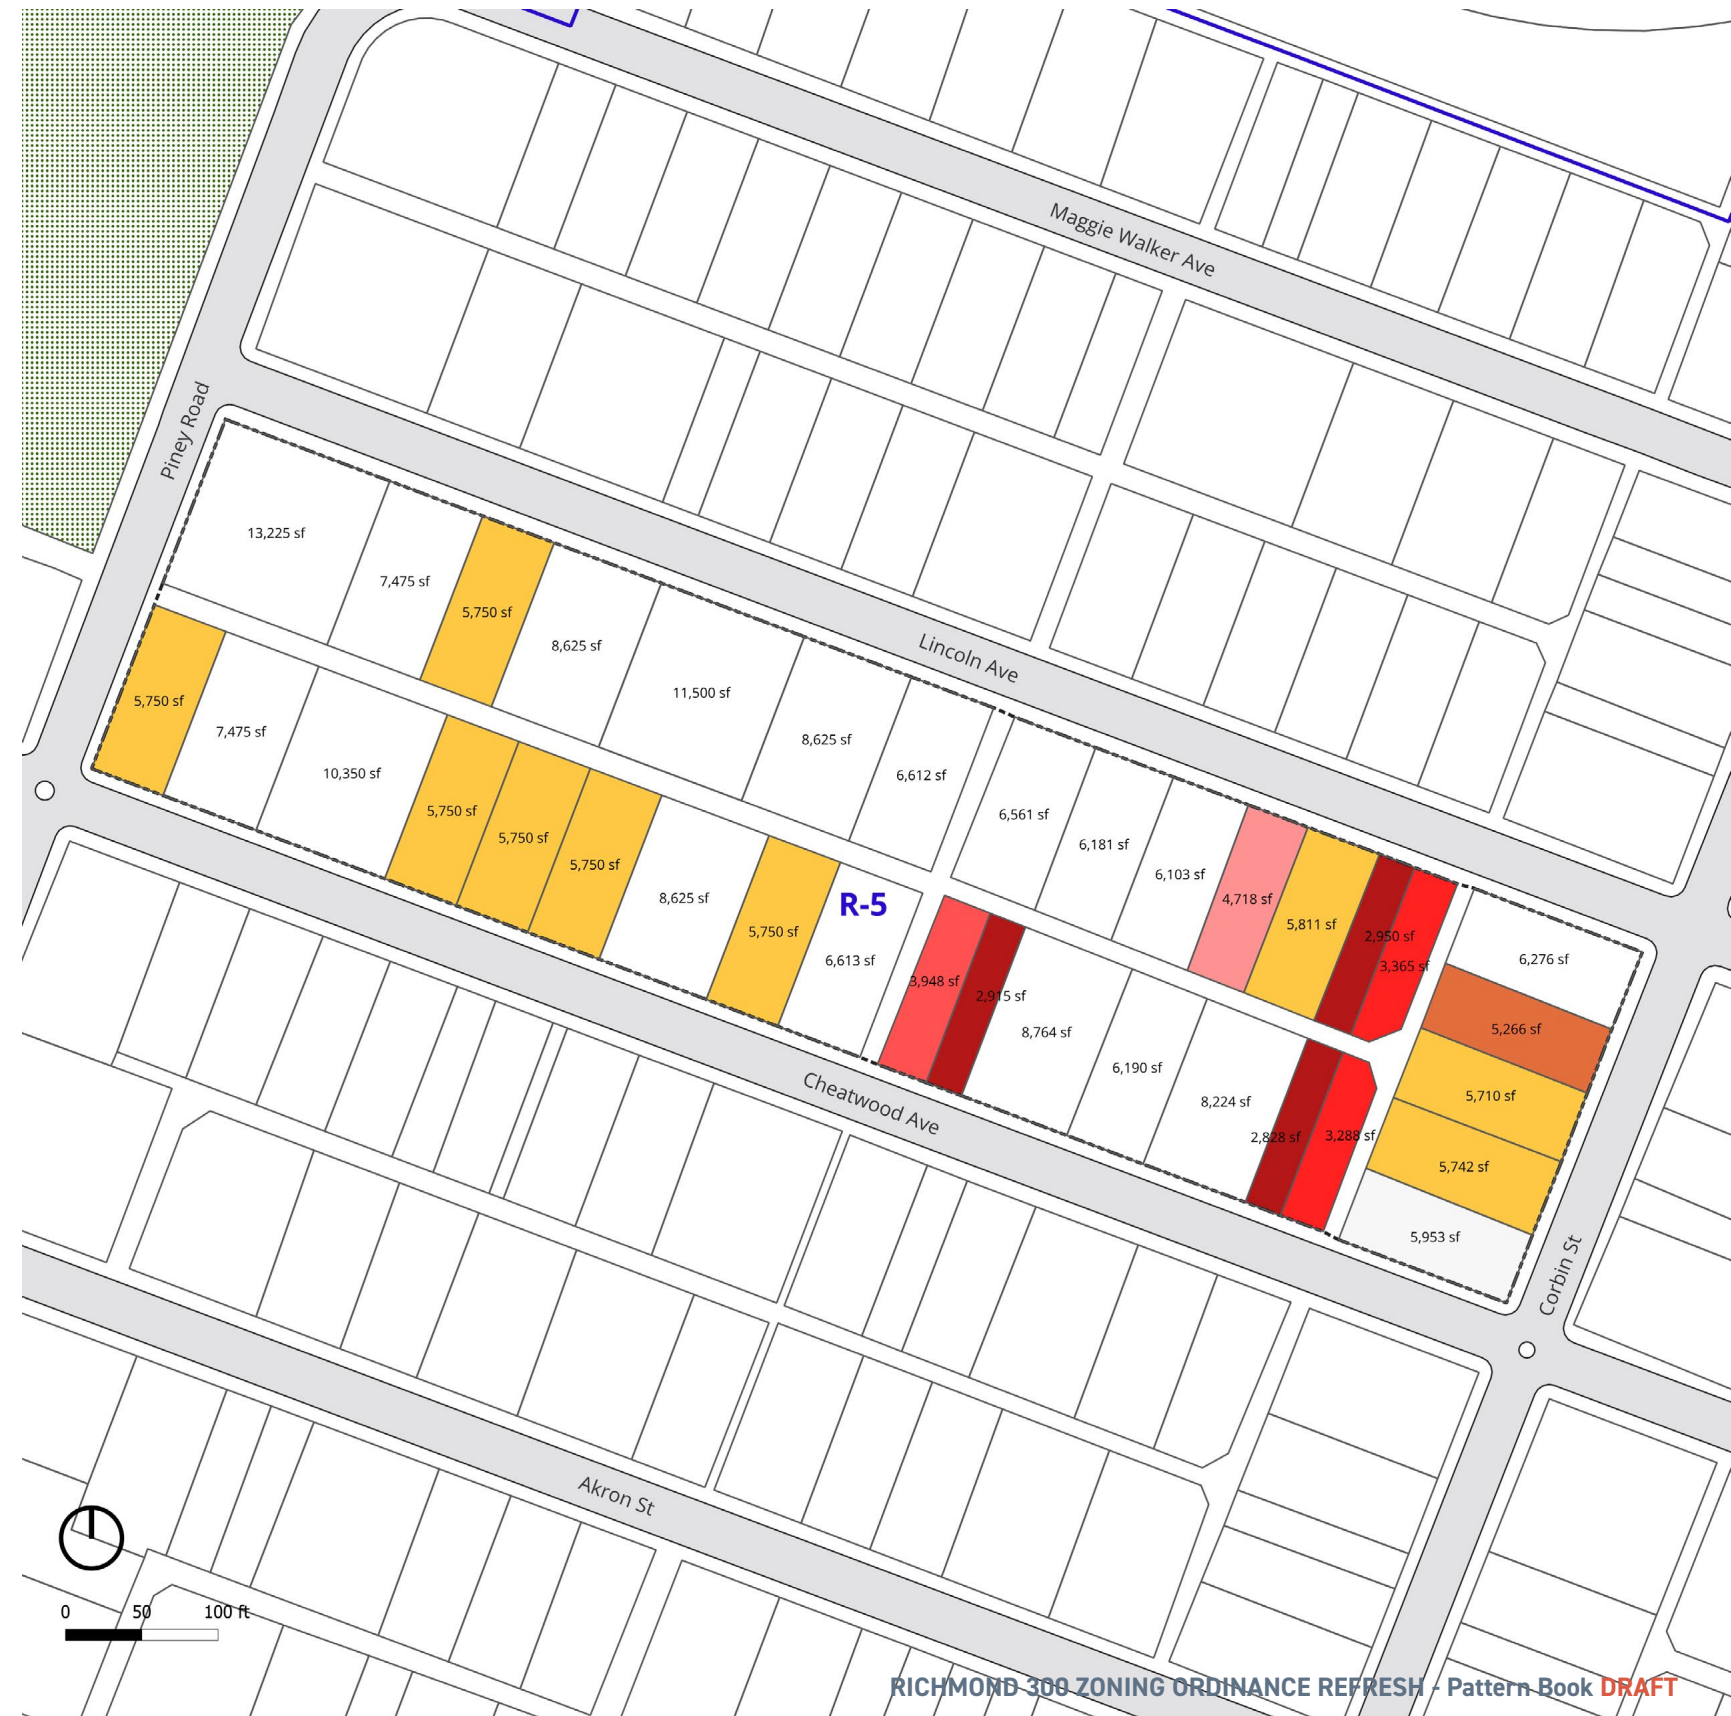 Maggie Walker Ave
Piney Road
13,225 sf
7,475 sf
5,750 sf
8,625 sf
11,500 sf
8,625 sf
6,612 sf
Lincoln Ave
6,561 sf
6,181 sf
6,103 sf
4,718 sf
5,811 sf
2,950 sf
3,365 sf
5,750 sf
7,475 sf
10,350 sf
5,750 sf
5,750 sf
5,750 sf
8,625 sf
5,750 sf
R-5
6,613 sf
3,948 sf
2,915 sf
8,764 sf
6,190 sf
8,224 sf
2,828 sf
3,288 sf
6,276 sf
5,266 sf
5,710 sf
5,742 sf
5,953 sf
Cheatwood Ave
Corbin St
Akron St
0 50 100 ft
RICHMOND 300 ZONING ORDINANCE REFRESH - Pattern Book DRAFT